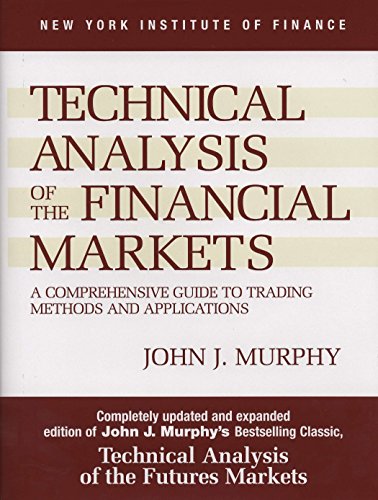 NEW YORK INSTITUTE OF FINANCE
TECHNICAL
ANALYSIS
OF THE FINANCIAL
MARKETS
A COMPREHENSIVE GUIDE TO TRADING
METHODS AND APPLICATIONS
JOHN J. MURPHY
Completely updated and expanded
edition of John J. Murphy's Bestselling Classic,
Technical Analysis
of the Futures Markets